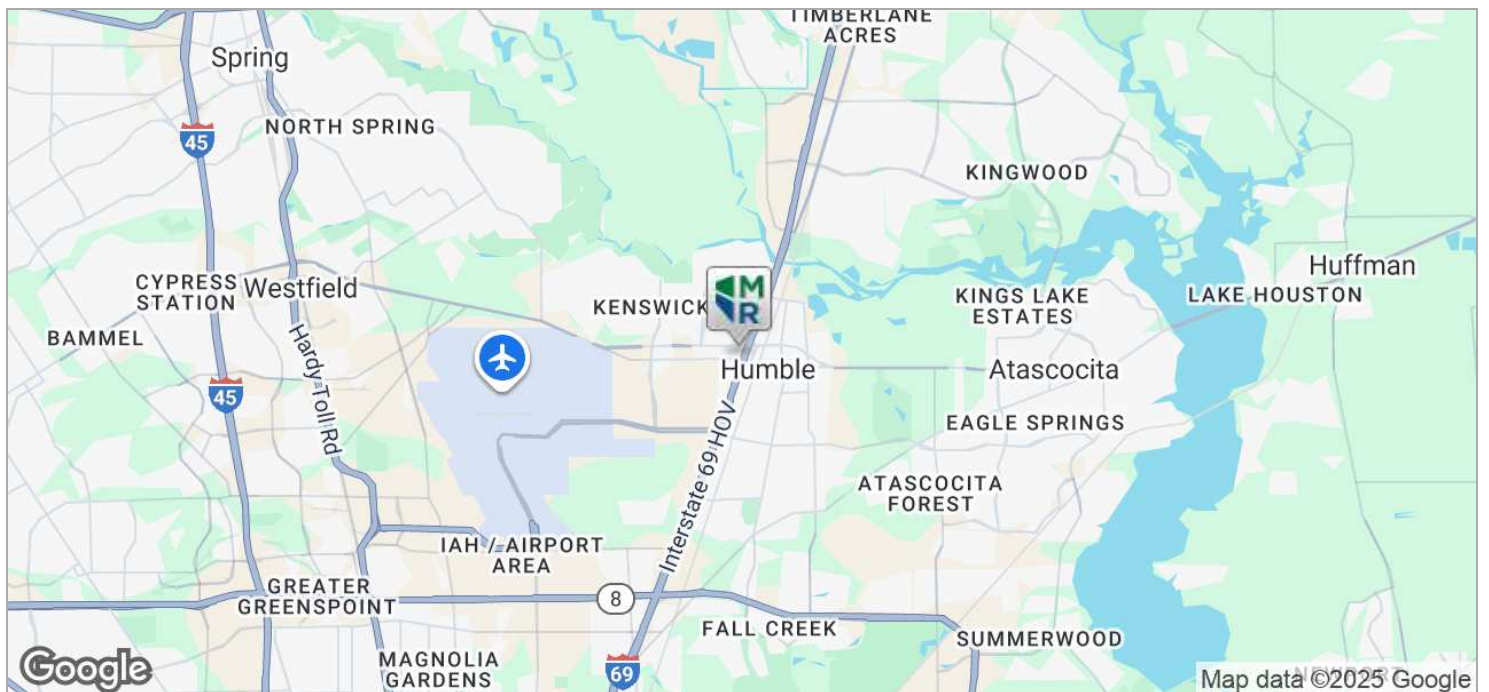 TIMBERLANE
ACRES
Spring
45
NORTH SPRING
KINGWOOD
CYPRESS
STATION
Westfield
KENSWICK
M
R
KINGS LAKE
ESTATES
Huffman
LAKE HOUSTON
BAMMEL
Hardy Toll Rd
Humble
Atascocita
45
Interstate 69 HOV
EAGLE SPRINGS
ATASCOCITA
FOREST
IAH / AIRPORT
AREA
GREATER
GREENSPOINT
8
FALL CREEK
SUMMERWOOD
MAGNOLIA
GARDENS
69
Google
NEWPORT
Map data ©2025 Google